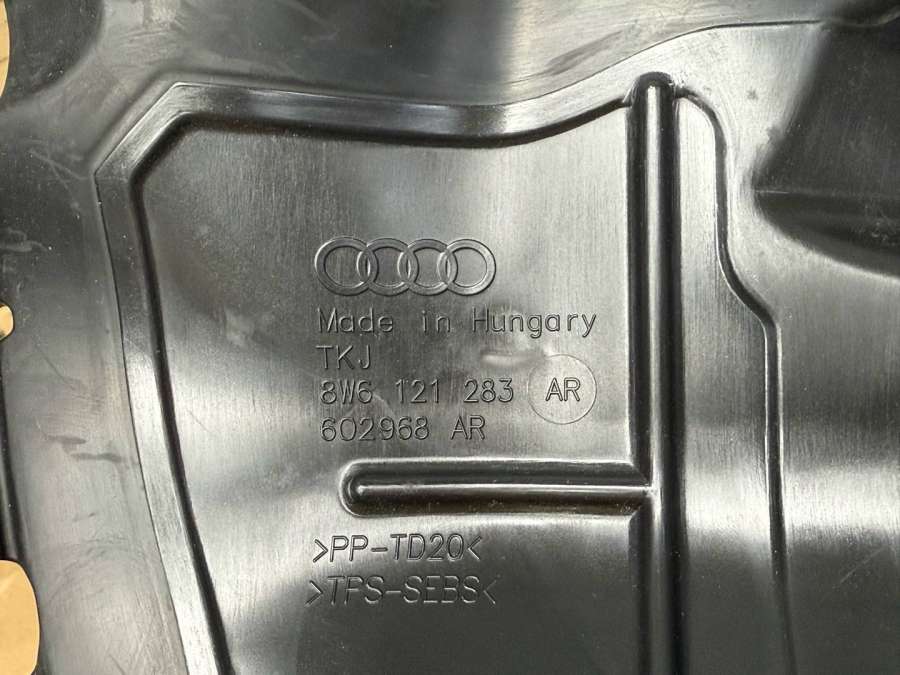 Made in Hungary
TKJ
8W6 121 283 AR
602968 AR
>PP-TD20<
>TPS-SEBS<